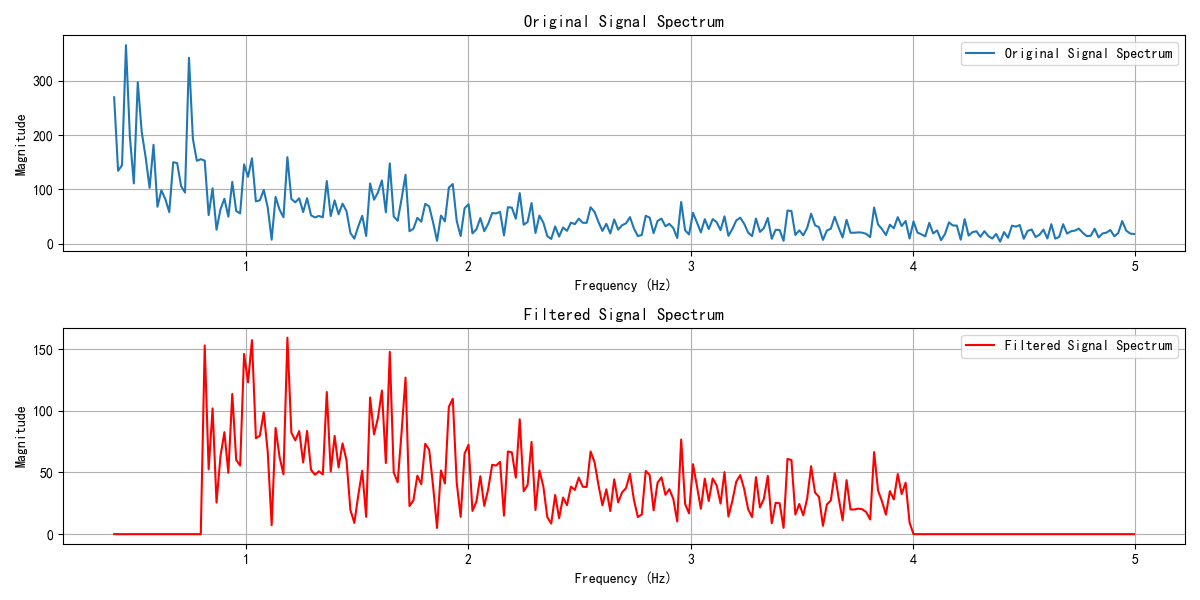 Original Signal Spectrum
Original Signal Spectrum
Magnitude
300
200
100
0
1 2 3 4 5
Frequency (Hz)
Filtered Signal Spectrum
Filtered Signal Spectrum
Magnitude
150
100
50
0
1 2 3 4 5
Frequency (Hz)